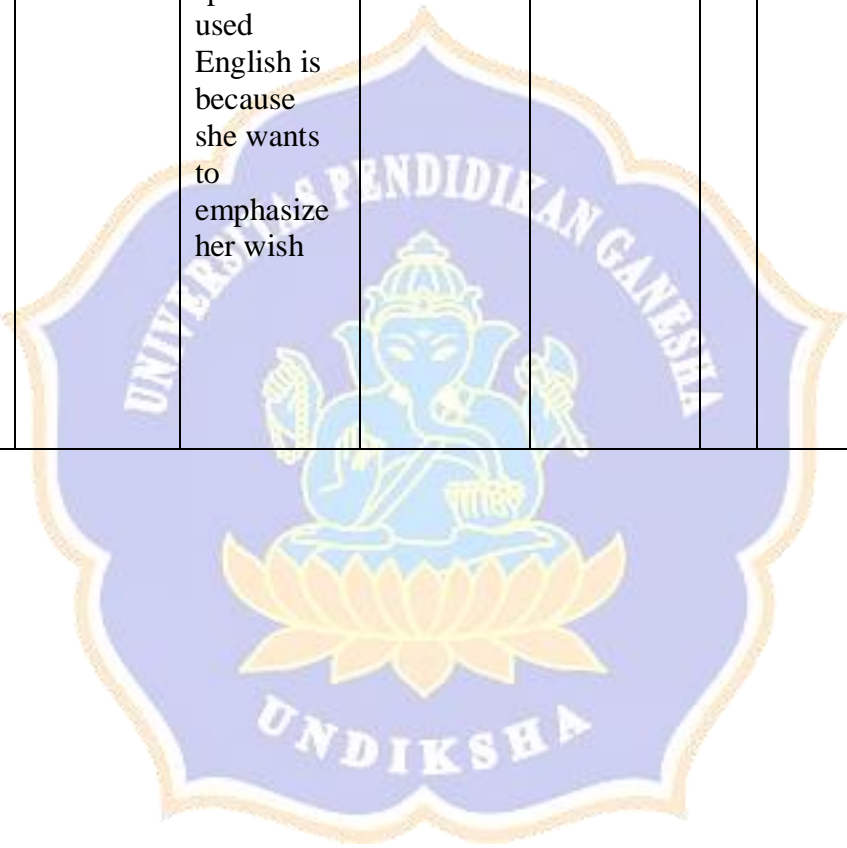 used
English is
because
she wants
to
emphasize
her wish
UNIVERSITAS PENDIDIKAN GANESHA
UNDIKSHA